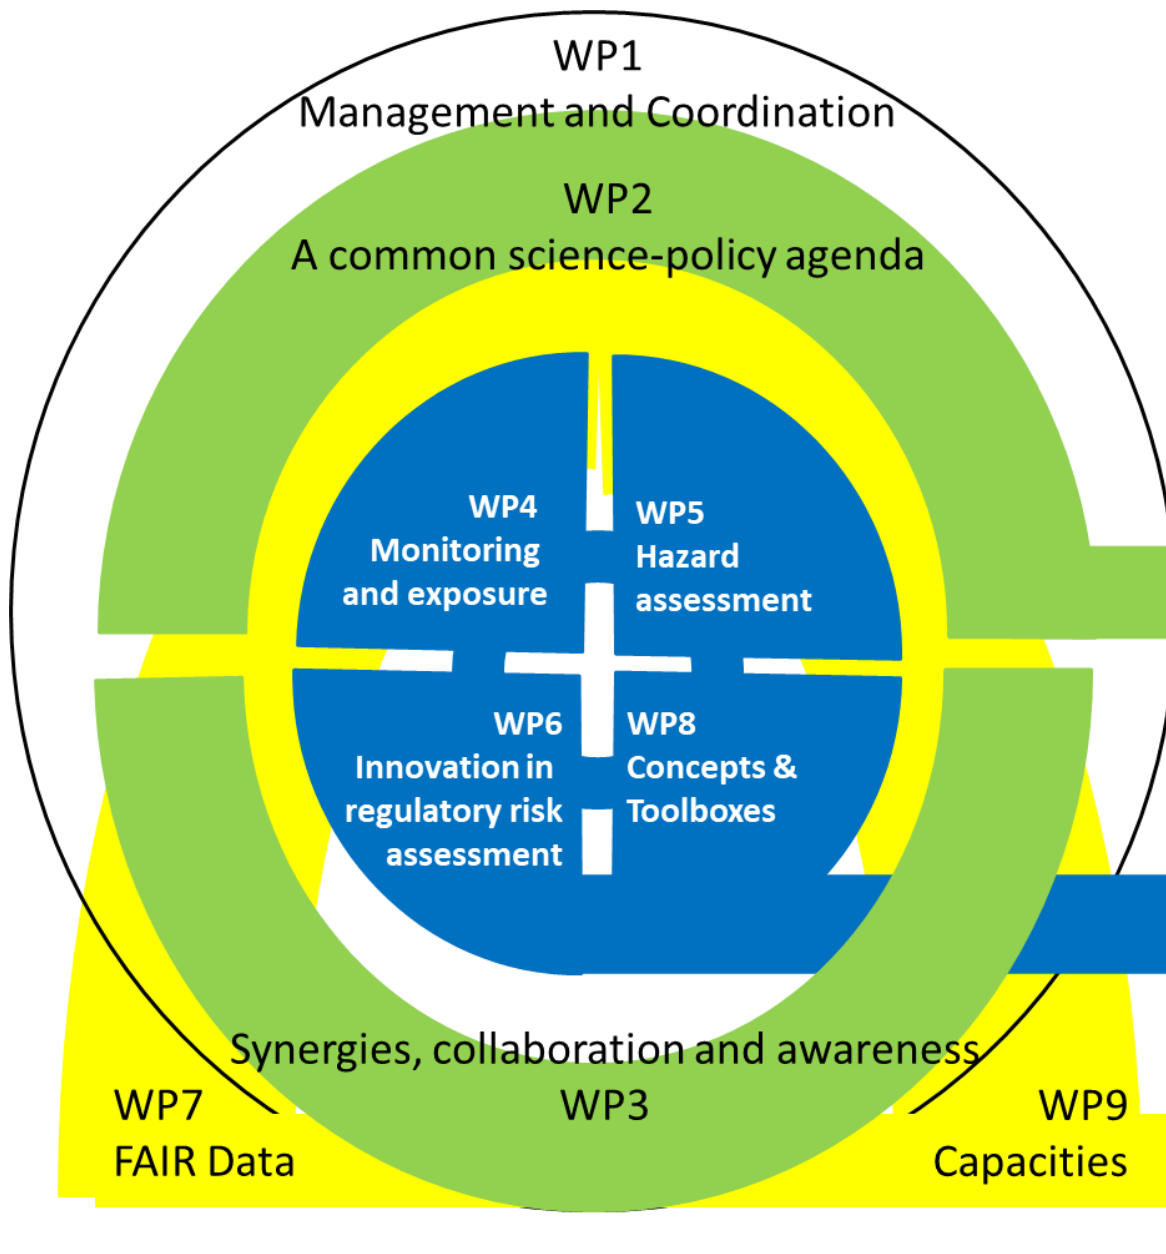 WP1
Management and Coordination
WP2
A common science-policy agenda
WP4
Monitoring
and exposure
WP5
Hazard
assessment
WP6
Innovation in
regulatory risk
assessment
WP8
Concepts &
Toolboxes
Synergies, collaboration and awareness
WP3
WP7
FAIR Data
WP9
Capacities